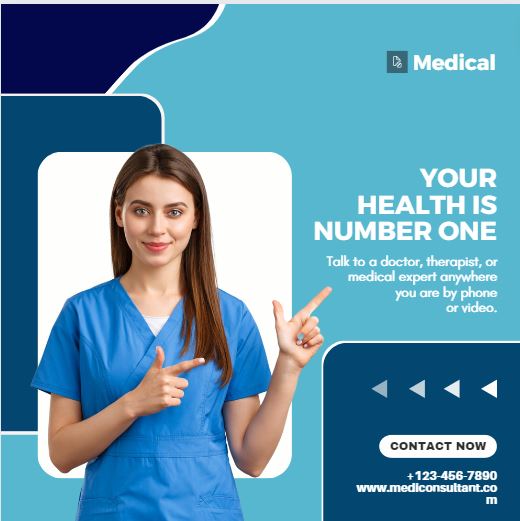 Medical
YOUR
HEALTH IS
NUMBER ONE
Talk to a doctor, therapist, or
medical expert anywhere
you are by phone
or video.
CONTACT NOW
+123-456-7890
www.mediconsultant.co
m